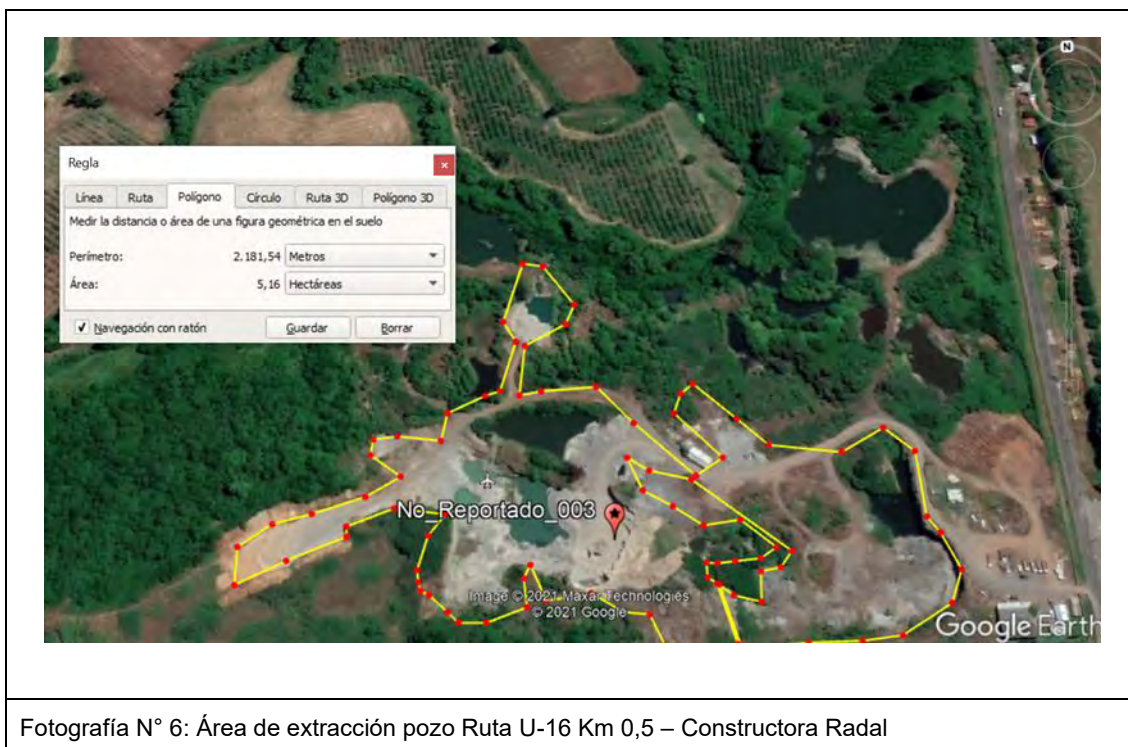 N
Regla
x
Línea Ruta Polígono Círculo Ruta 3D Polígono 3D
Medir la distancia o área de una figura geométrica en el suelo
Perímetro: 2.181,54 Metros
Área: 5,16 Hectáreas
Navegación con ratón Guardar Borrar
No_Reportado_003
Image © 2021 Maxar Technologies
© 2021 Google
Google Earth
Fotografía N° 6: Área de extracción pozo Ruta U-16 Km 0,5 – Constructora Radal